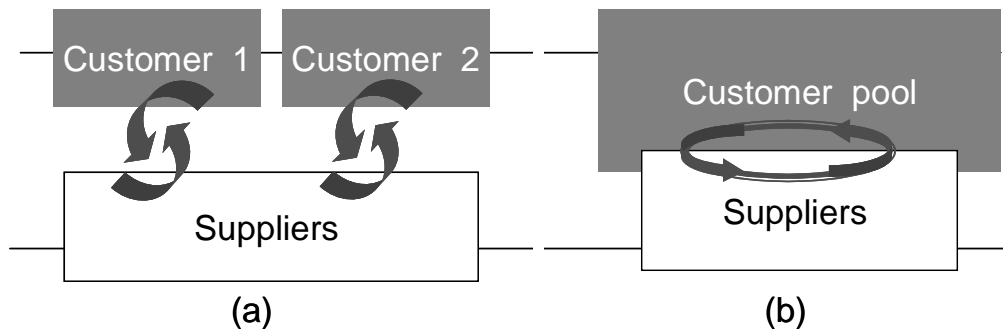 Customer 1
Customer 2
Suppliers
(a)
Customer pool
Suppliers
(b)